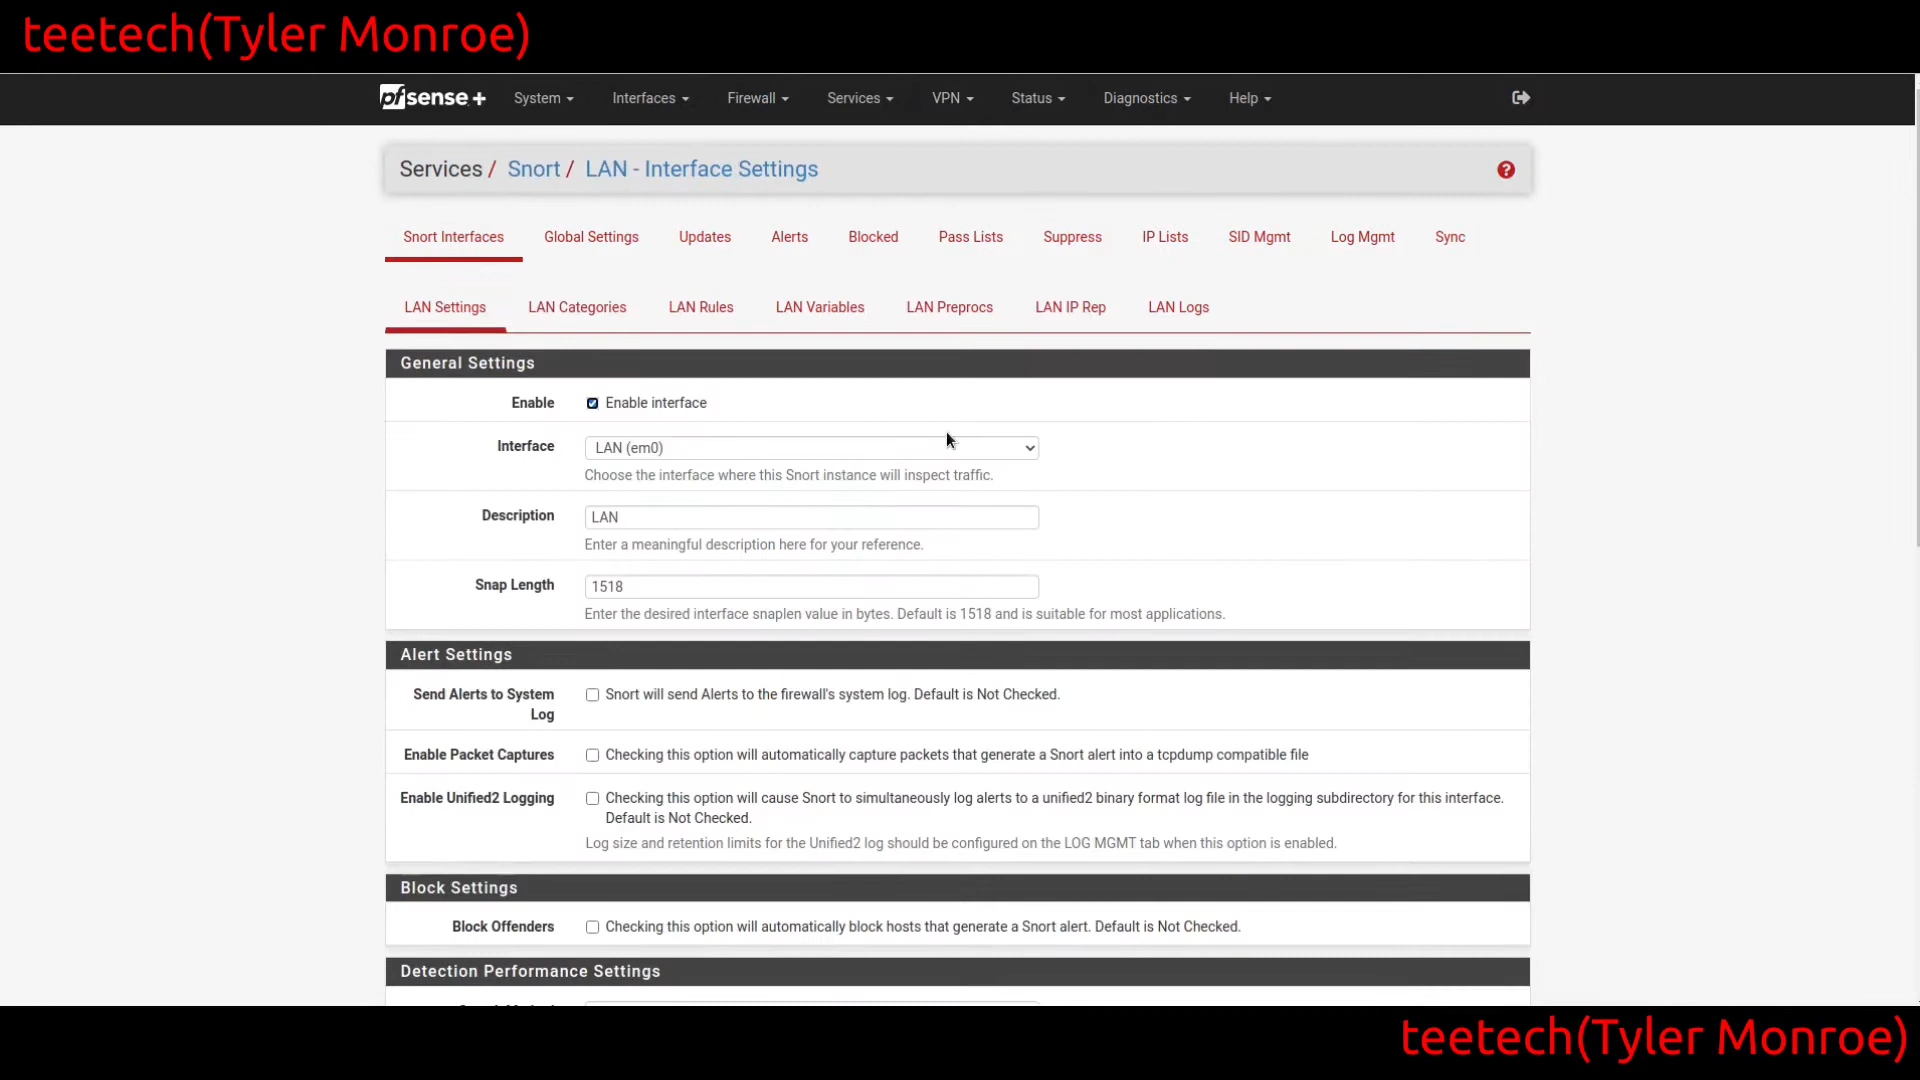 teetech(Tyler Monroe)
pfsense+ System Interfaces Firewall Services VPN Status Diagnostics Help
Services / Snort / LAN - Interface Settings
Snort Interfaces Global Settings Updates Alerts Blocked Pass Lists Suppress IP Lists SID Mgmt Log Mgmt Sync
LAN Settings LAN Categories LAN Rules LAN Variables LAN Preprocs LAN IP Rep LAN Logs
General Settings
Enable Enable interface
Interface LAN (em0)
Choose the interface where this Snort instance will inspect traffic.
Description LAN
Enter a meaningful description here for your reference.
Snap Length 1518
Enter the desired interface snaplen value in bytes. Default is 1518 and is suitable for most applications.
Alert Settings
Send Alerts to System Snort will send Alerts to the firewall's system log. Default is Not Checked.
Log
Enable Packet Captures Checking this option will automatically capture packets that generate a Snort alert into a tcpdump compatible file
Enable Unified2 Logging Checking this option will cause Snort to simultaneously log alerts to a unified2 binary format log file in the logging subdirectory for this interface.
Default is Not Checked.
Log size and retention limits for the Unified2 log should be configured on the LOG MGMT tab when this option is enabled.
Block Settings
Block Offenders Checking this option will automatically block hosts that generate a Snort alert. Default is Not Checked.
Detection Performance Settings
teetech(Tyler Monroe)